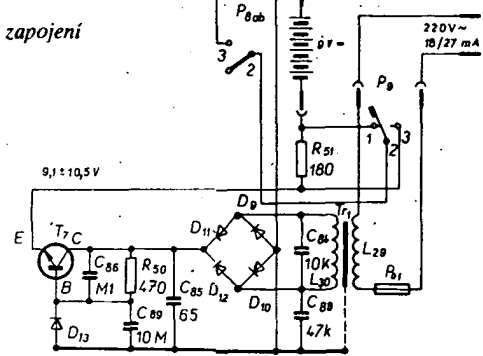 zapojení
P8ab
3
2
9V=
220V~
18/27 mA
P9
1
2
3
R51
180
9,1÷10,5V
E
T7
C
B
D9
D11
D12
D10
Tr1
C84
10k
L30
L29
C88
47k
C86
M1
R50
470
C85
65
C89
10M
D13